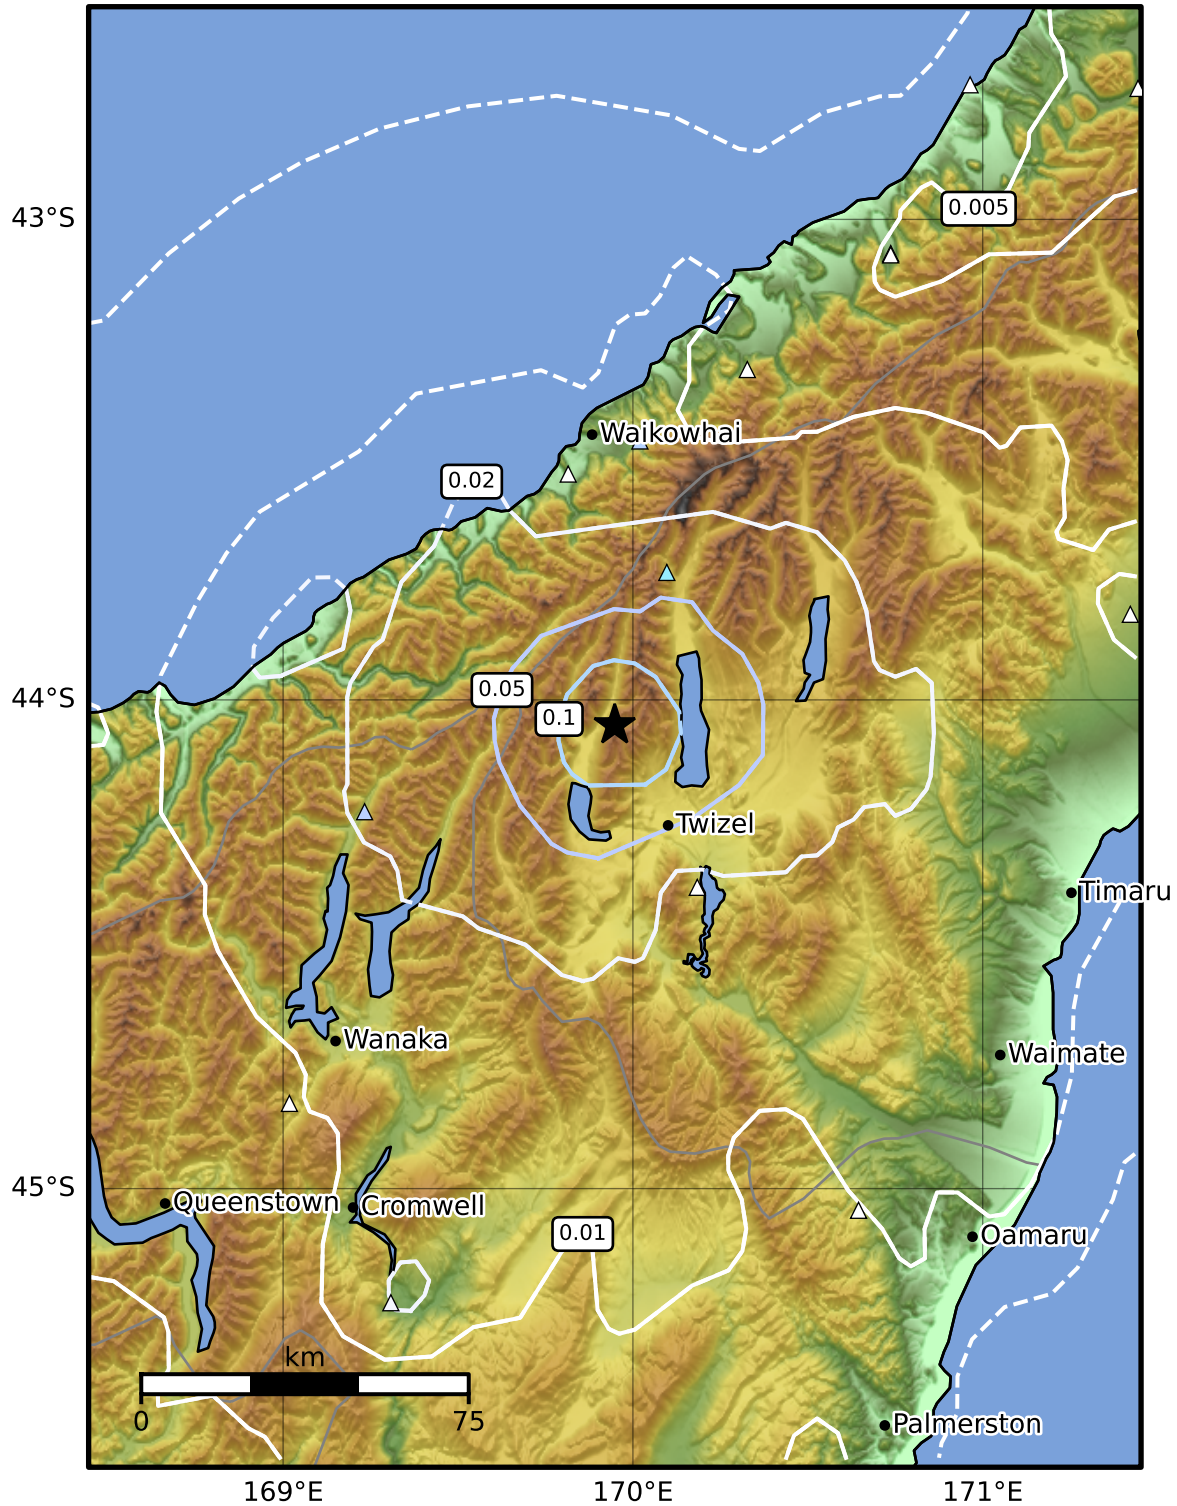 43°S
0.005
Waikowhai
0.02
0.05
44°S
0.1
Twizel
Timaru
Wanaka
Waimate
45°S
Queenstown
Cromwell
0.01
Oamaru
km
0
75
Palmerston
169°E
170°E
171°E